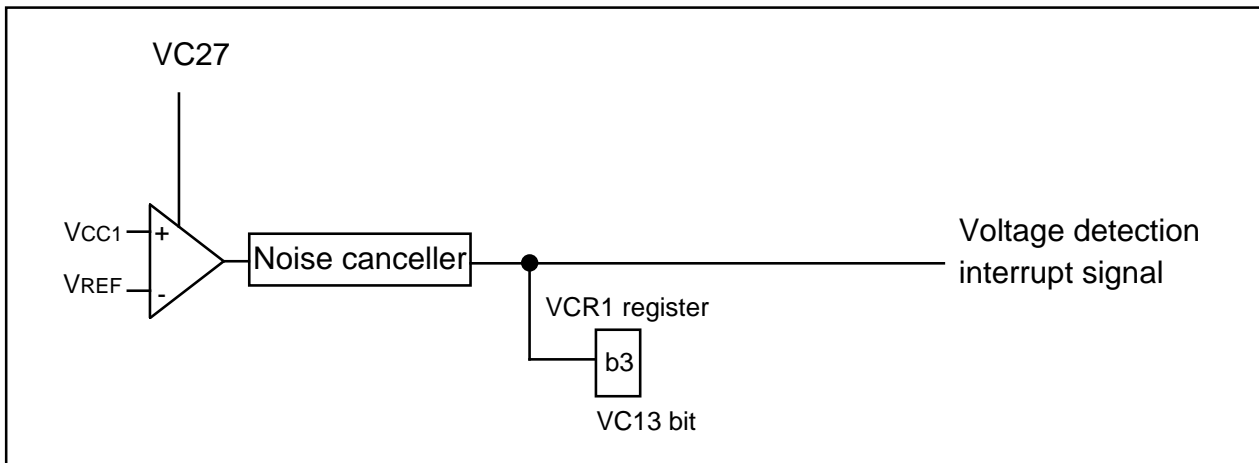 VC27
VCC1
+
VREF
-
Noise canceller
Voltage detection
interrupt signal
VCR1 register
b3
VC13 bit